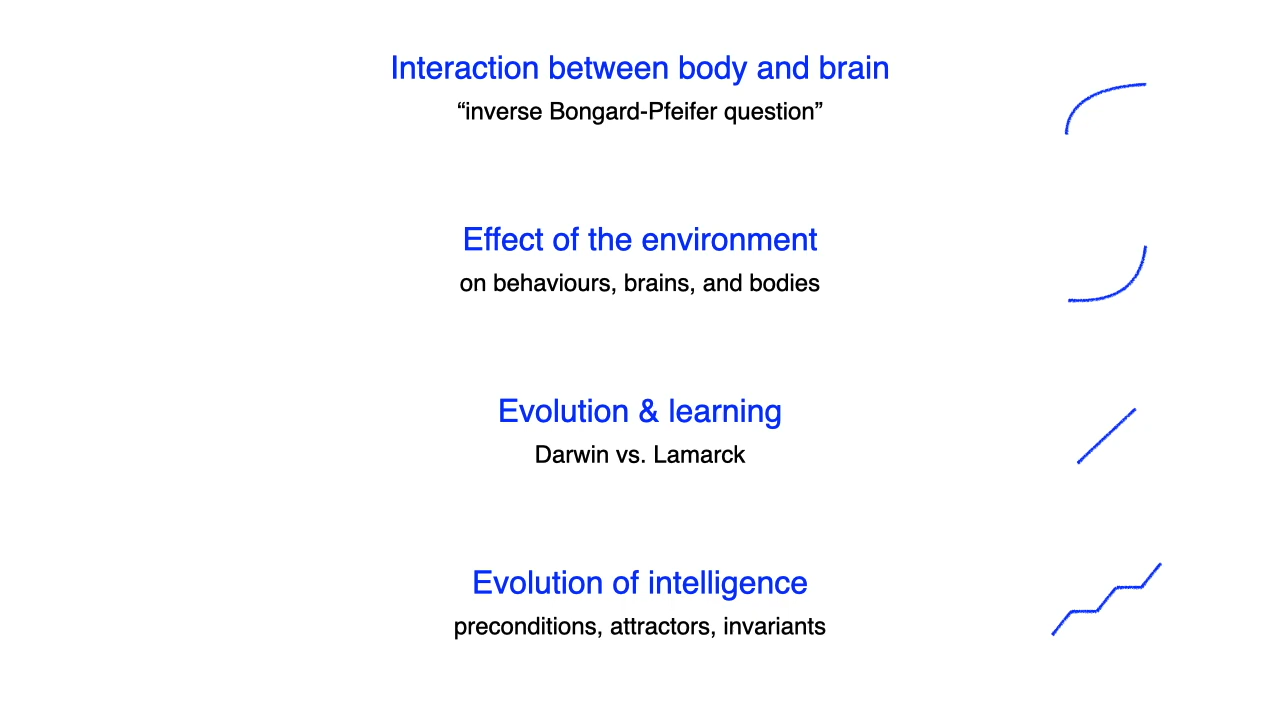 Interaction between body and brain
“inverse Bongard-Pfeifer question”
Effect of the environment
on behaviours, brains, and bodies
Evolution & learning
Darwin vs. Lamarck
Evolution of intelligence
preconditions, attractors, invariants